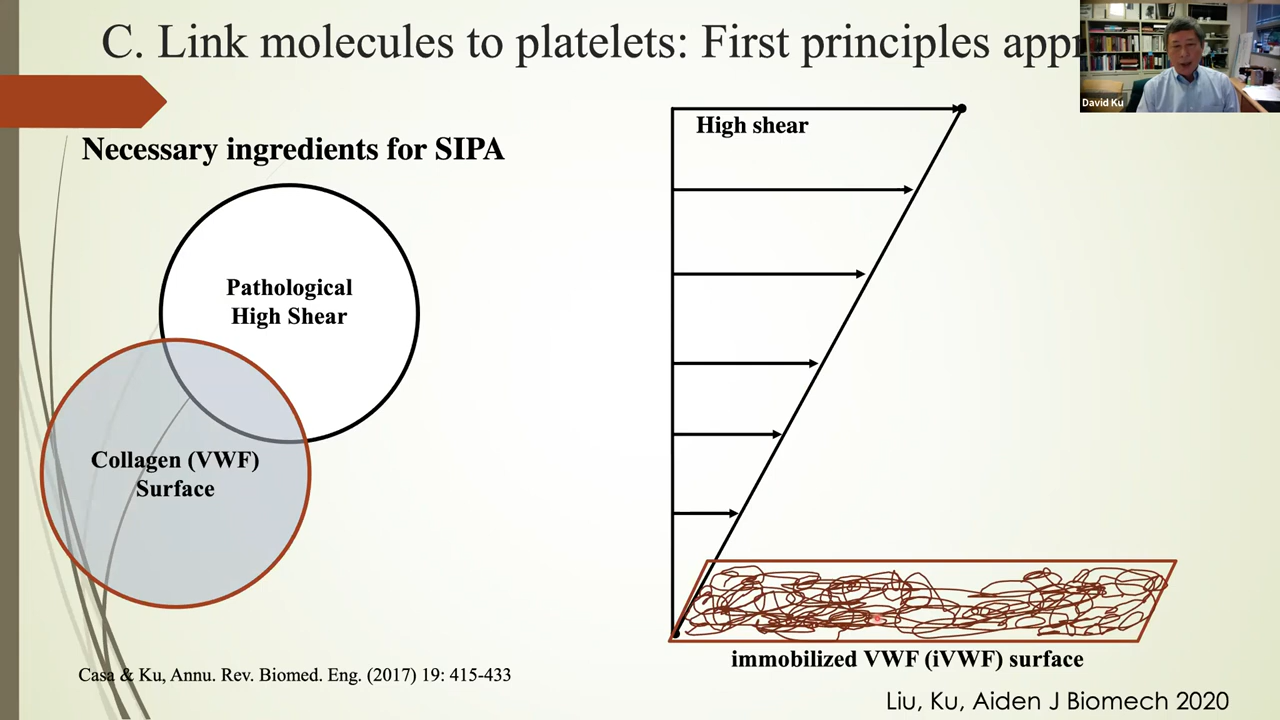 C. Link molecules to platelets: First principles
David Ku
Necessary ingredients for SIPA
High shear
Pathological
High Shear
Collagen (VWF)
Surface
immobilized VWF (iVWF) surface
Casa & Ku, Annu. Rev. Biomed. Eng. (2017) 19: 415-433
Liu, Ku, Aiden J Biomech 2020